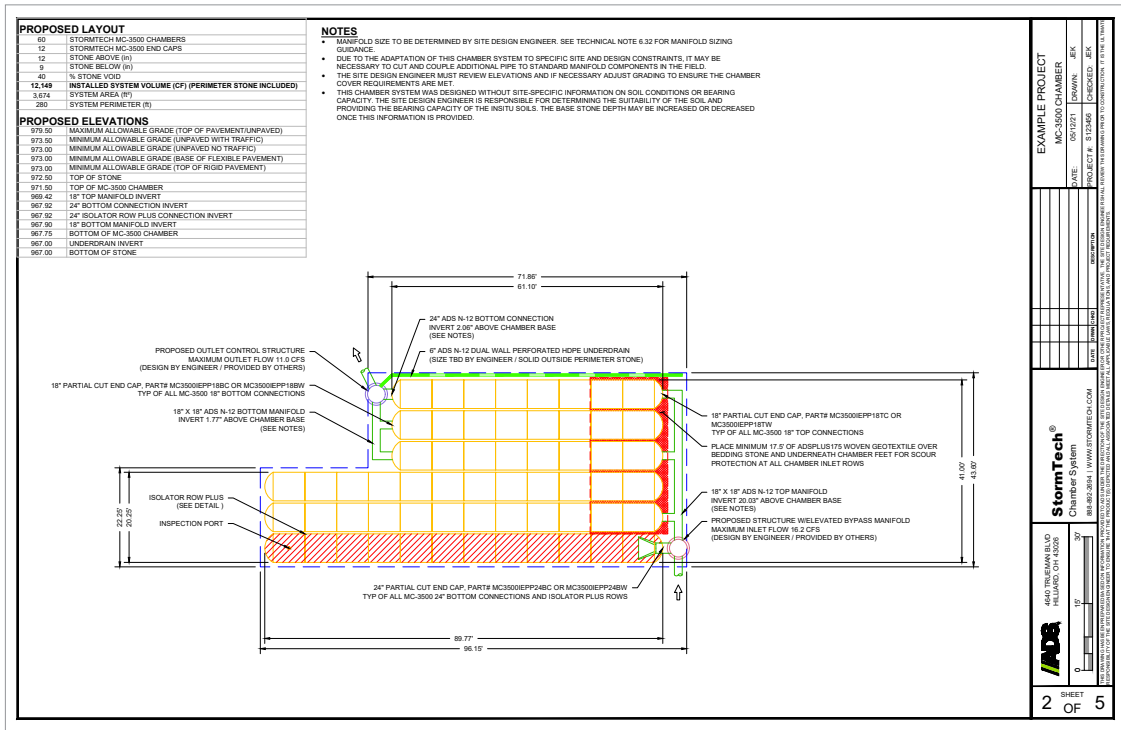 PROPOSED LAYOUT
60 STORMTECH MC-3500 CHAMBERS
12 STORMTECH MC-3500 END CAPS
12 STONE ABOVE (in)
9 STONE BELOW (in)
40 % STONE VOID
12,149 INSTALLED SYSTEM VOLUME (CF) (PERIMETER STONE INCLUDED)
3,674 SYSTEM AREA (ft²)
280 SYSTEM PERIMETER (ft)
PROPOSED ELEVATIONS
979.50 MAXIMUM ALLOWABLE GRADE (TOP OF PAVEMENT/UNPAVED)
973.50 MINIMUM ALLOWABLE GRADE (UNPAVED WITH TRAFFIC)
973.00 MINIMUM ALLOWABLE GRADE (UNPAVED NO TRAFFIC)
973.00 MINIMUM ALLOWABLE GRADE (BASE OF FLEXIBLE PAVEMENT)
973.00 MINIMUM ALLOWABLE GRADE (TOP OF RIGID PAVEMENT)
972.50 TOP OF STONE
971.50 TOP OF MC-3500 CHAMBER
969.42 18" TOP MANIFOLD INVERT
967.92 24" BOTTOM CONNECTION INVERT
967.92 24" ISOLATOR ROW PLUS CONNECTION INVERT
967.90 18" BOTTOM MANIFOLD INVERT
967.75 BOTTOM OF MC-3500 CHAMBER
967.00 UNDERDRAIN INVERT
967.00 BOTTOM OF STONE
NOTES
• MANIFOLD SIZE TO BE DETERMINED BY SITE DESIGN ENGINEER. SEE TECHNICAL NOTE 6.32 FOR MANIFOLD SIZING
GUIDANCE.
• DUE TO THE ADAPTATION OF THIS CHAMBER SYSTEM TO SPECIFIC SITE AND DESIGN CONSTRAINTS, IT MAY BE
NECESSARY TO CUT AND COUPLE ADDITIONAL PIPE TO STANDARD MANIFOLD COMPONENTS IN THE FIELD.
• THE SITE DESIGN ENGINEER MUST REVIEW ELEVATIONS AND IF NECESSARY ADJUST GRADING TO ENSURE THE CHAMBER
COVER REQUIREMENTS ARE MET.
• THIS CHAMBER SYSTEM WAS DESIGNED WITHOUT SITE-SPECIFIC INFORMATION ON SOIL CONDITIONS OR BEARING
CAPACITY. THE SITE DESIGN ENGINEER IS RESPONSIBLE FOR DETERMINING THE SUITABILITY OF THE SOIL AND
PROVIDING THE BEARING CAPACITY OF THE INSITU SOILS. THE BASE STONE DEPTH MAY BE INCREASED OR DECREASED
ONCE THIS INFORMATION IS PROVIDED.
71.86'
61.10'
24" ADS N-12 BOTTOM CONNECTION
INVERT 2.06" ABOVE CHAMBER BASE
(SEE NOTES)
6" ADS N-12 DUAL WALL PERFORATED HDPE UNDERDRAIN
(SIZE TBD BY ENGINEER / SOLID OUTSIDE PERIMETER STONE)
PROPOSED OUTLET CONTROL STRUCTURE
MAXIMUM OUTLET FLOW 11.0 CFS
(DESIGN BY ENGINEER / PROVIDED BY OTHERS)
18" PARTIAL CUT END CAP, PART# MC3500IEPP18BC OR MC3500IEPP18BW
TYP OF ALL MC-3500 18" BOTTOM CONNECTIONS
18" X 18" ADS N-12 BOTTOM MANIFOLD
INVERT 1.77" ABOVE CHAMBER BASE
(SEE NOTES)
18" PARTIAL CUT END CAP, PART# MC3500IEPP18TC OR
MC3500IEPP18TW
TYP OF ALL MC-3500 18" TOP CONNECTIONS
PLACE MINIMUM 17.5' OF ADSPLUS175 WOVEN GEOTEXTILE OVER
BEDDING STONE AND UNDERNEATH CHAMBER FEET FOR SCOUR
PROTECTION AT ALL CHAMBER INLET ROWS
18" X 18" ADS N-12 TOP MANIFOLD
INVERT 20.03" ABOVE CHAMBER BASE
(SEE NOTES)
PROPOSED STRUCTURE W/ELEVATED BYPASS MANIFOLD
MAXIMUM INLET FLOW 16.2 CFS
(DESIGN BY ENGINEER / PROVIDED BY OTHERS)
41.00'
43.62'
22.25'
20.25'
ISOLATOR ROW PLUS
(SEE DETAIL )
INSPECTION PORT
24" PARTIAL CUT END CAP, PART# MC3500IEPP24BC OR MC3500IEPP24BW
TYP OF ALL MC-3500 24" BOTTOM CONNECTIONS AND ISOLATOR PLUS ROWS
89.77'
96.15'
EXAMPLE PROJECT
MC-3500 CHAMBER
DATE: 05/12/21 DRAWN: JEK
PROJECT #: S123456 CHECKED: JEK
DATE DRWN CHKD DESCRIPTION
StormTech®
Chamber System
888-892-2694 | WWW.STORMTECH.COM
4640 TRUEMAN BLVD
HILLIARD, OH 43026
ADS
0 15' 30'
SHEET
2 OF 5